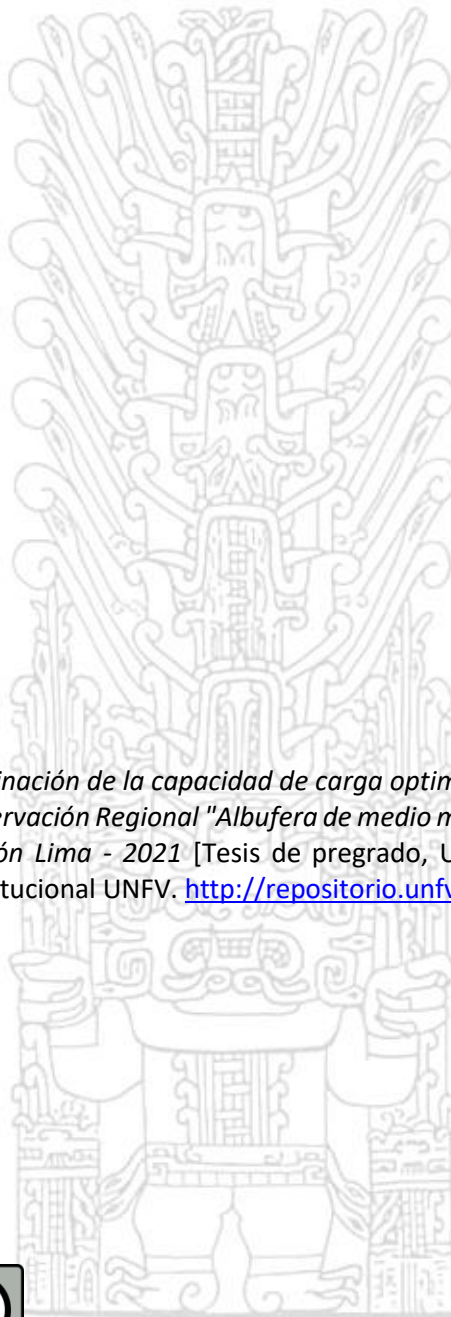 inación de la capacidad de carga optim
ervación Regional "Albufera de medio m
ón Lima - 2021 [Tesis de pregrado, U
itucional UNFV. http://repositorio.unfv